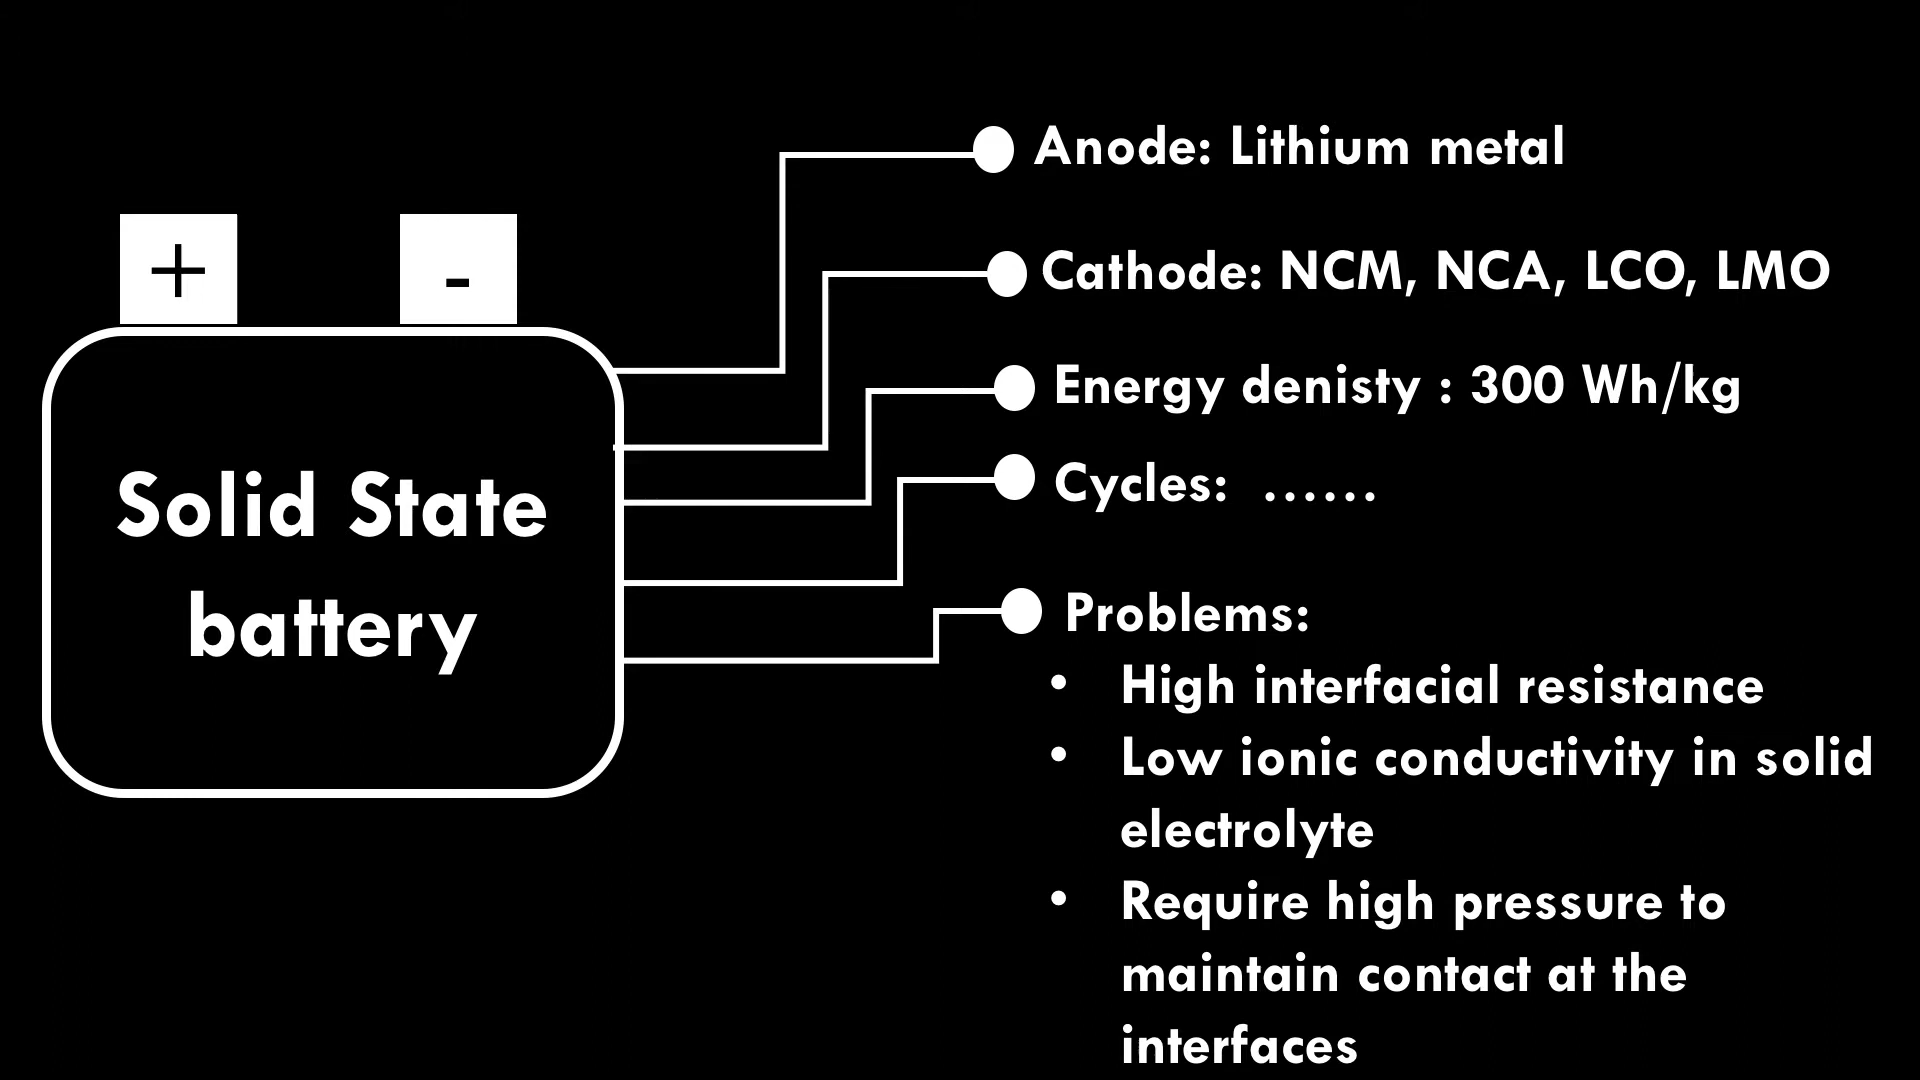 + -
Solid State
battery
Anode: Lithium metal
Cathode: NCM, NCA, LCO, LMO
Energy denisty : 300 Wh/kg
Cycles: ......
Problems:
• High interfacial resistance
• Low ionic conductivity in solid
electrolyte
• Require high pressure to
maintain contact at the
interfaces